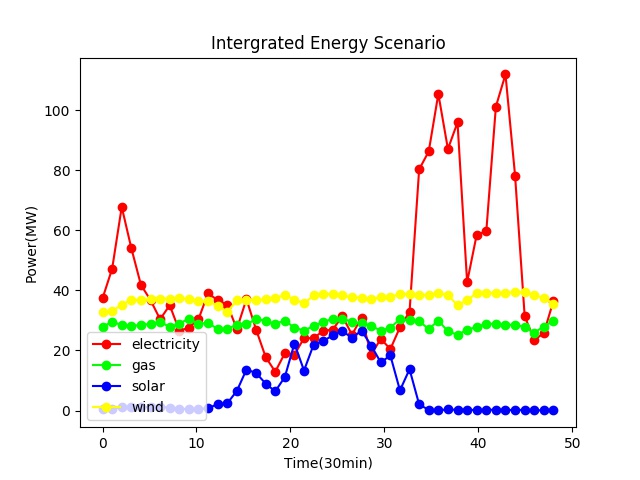 Intergrated Energy Scenario
Power(MW)
100
80
60
40
20
0
electricity
gas
solar
wind
0 10 20 30 40 50
Time(30min)